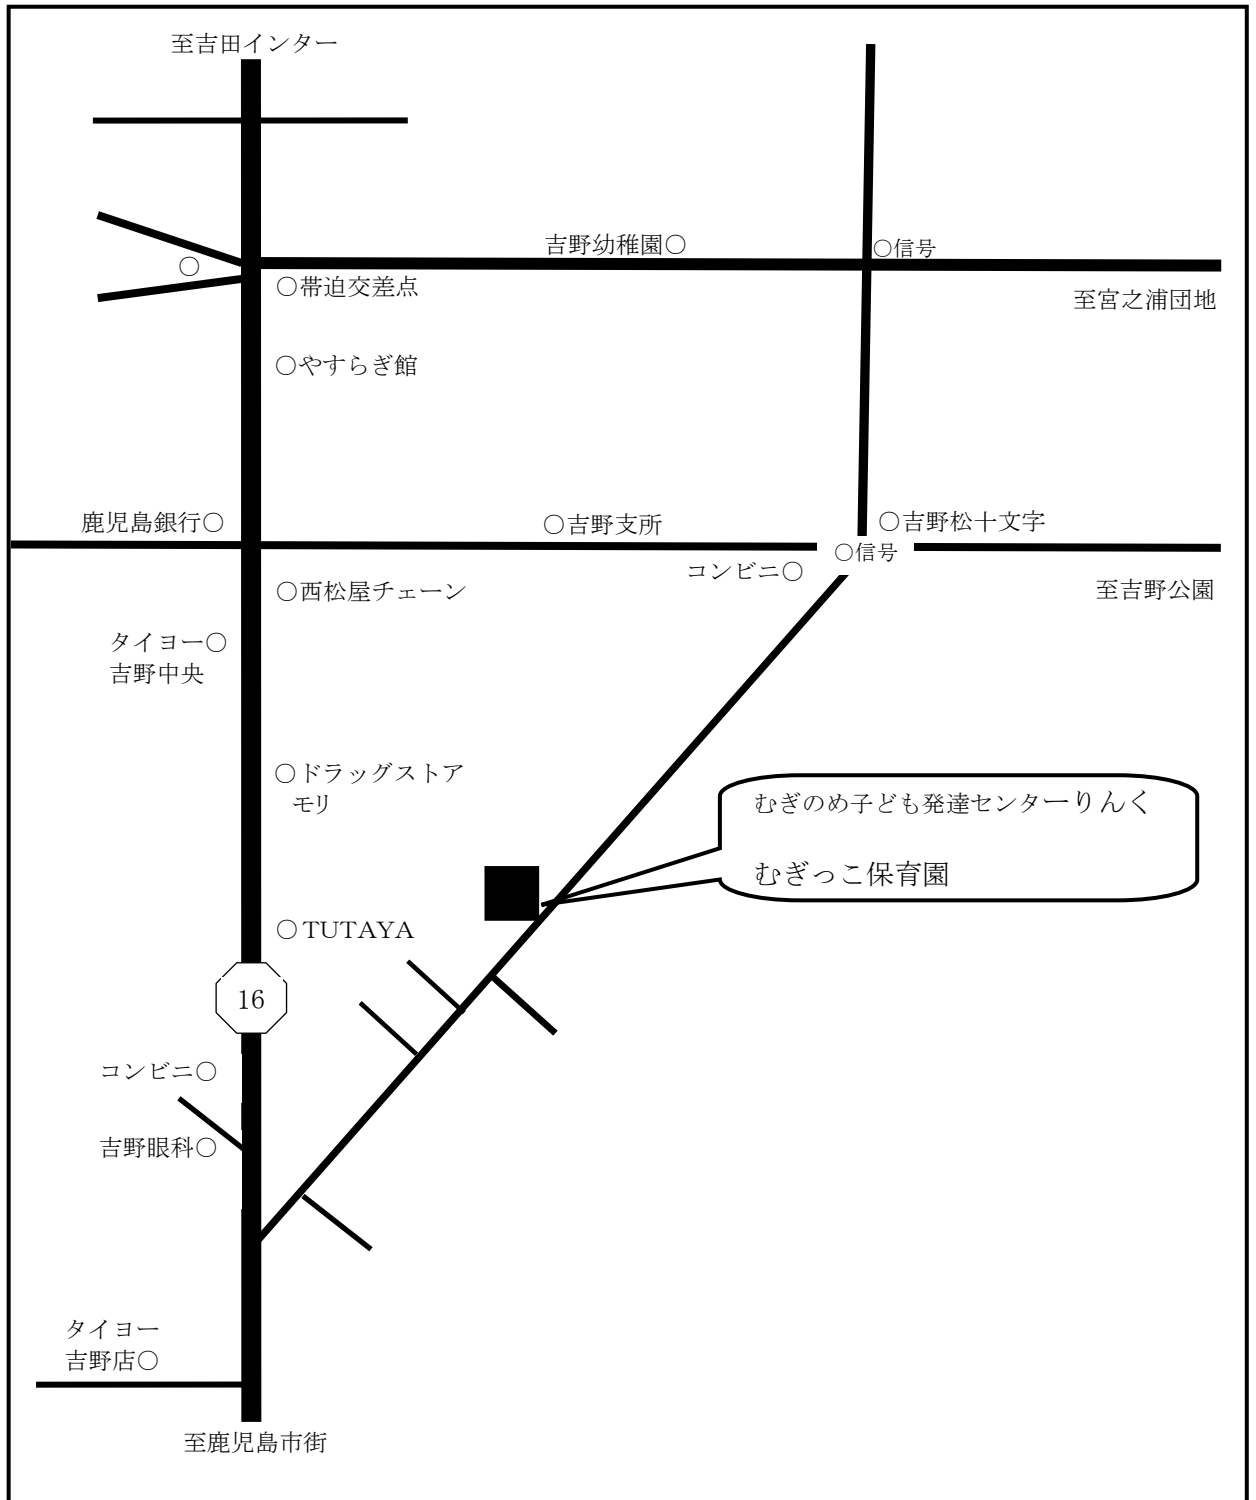 至吉田インター
吉野幼稚園○
○信号
○
○帯迫交差点
至宮之浦団地
○やすらぎ館
鹿児島銀行○
○吉野支所
○吉野松十文字
○信号
コンビニ○
○西松屋チェーン
至吉野公園
タイヨー○
吉野中央
○ドラッグストア
モリ
むぎのめ子ども発達センターりんく
むぎっこ保育園
○TUTAYA
16
コンビニ○
吉野眼科○
タイヨー
吉野店○
至鹿児島市街